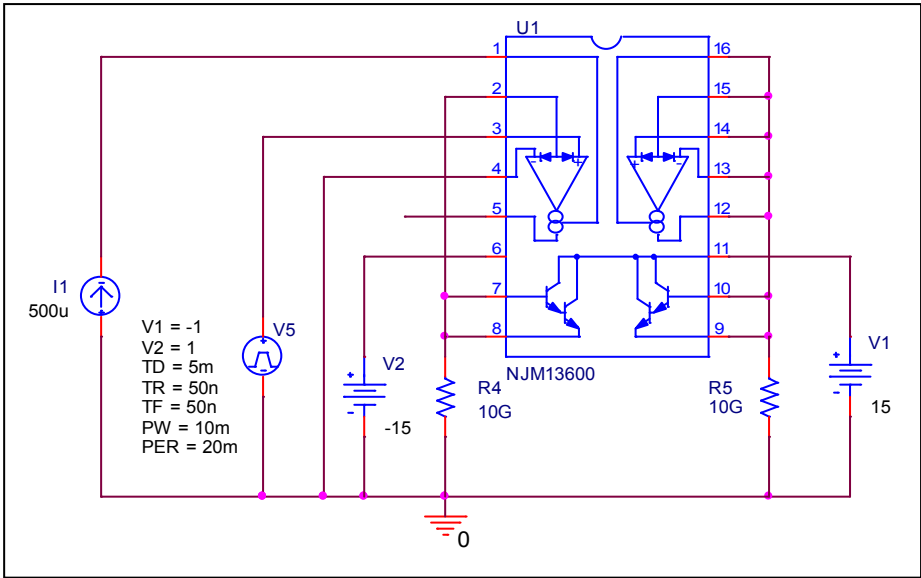 U1
1
16
2
15
3
14
4
13
5
12
6
11
7
10
8
9
+
-
+
-
NJM13600
I1
500u
V1 = -1
V2 = 1
TD = 5m
TR = 50n
TF = 50n
PW = 10m
PER = 20m
V5
+
-
V2
+
-
-15
R4
10G
R5
10G
V1
+
-
15
0